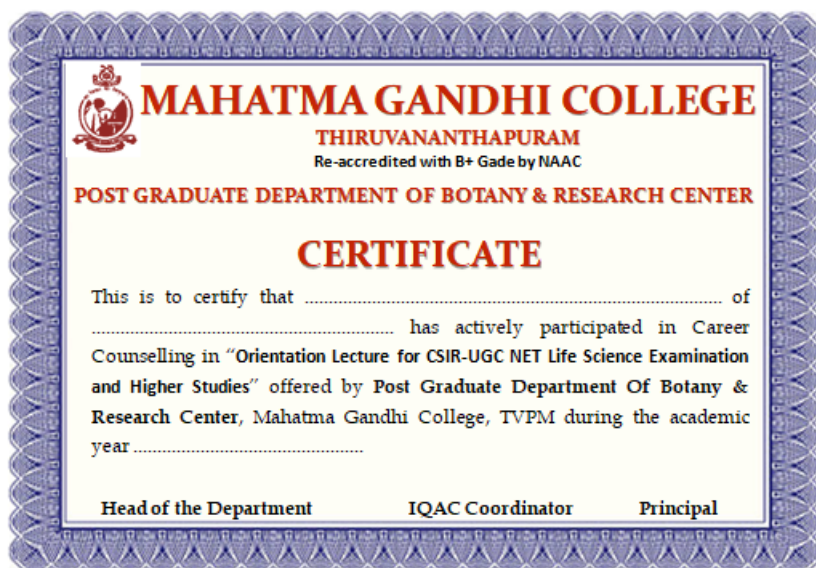 MAHATMA GANDHI COLLEGE
THIRUVANANTHAPURAM
Re-accredited with B+ Gade by NAAC
POST GRADUATE DEPARTMENT OF BOTANY & RESEARCH CENTER
CERTIFICATE
This is to certify that ....................................................................................... of
............................................................... has actively participated in Career
Counselling in “Orientation Lecture for CSIR-UGC NET Life Science Examination
and Higher Studies” offered by Post Graduate Department Of Botany &
Research Center, Mahatma Gandhi College, TVPM during the academic
year ................................................
Head of the Department IQAC Coordinator Principal